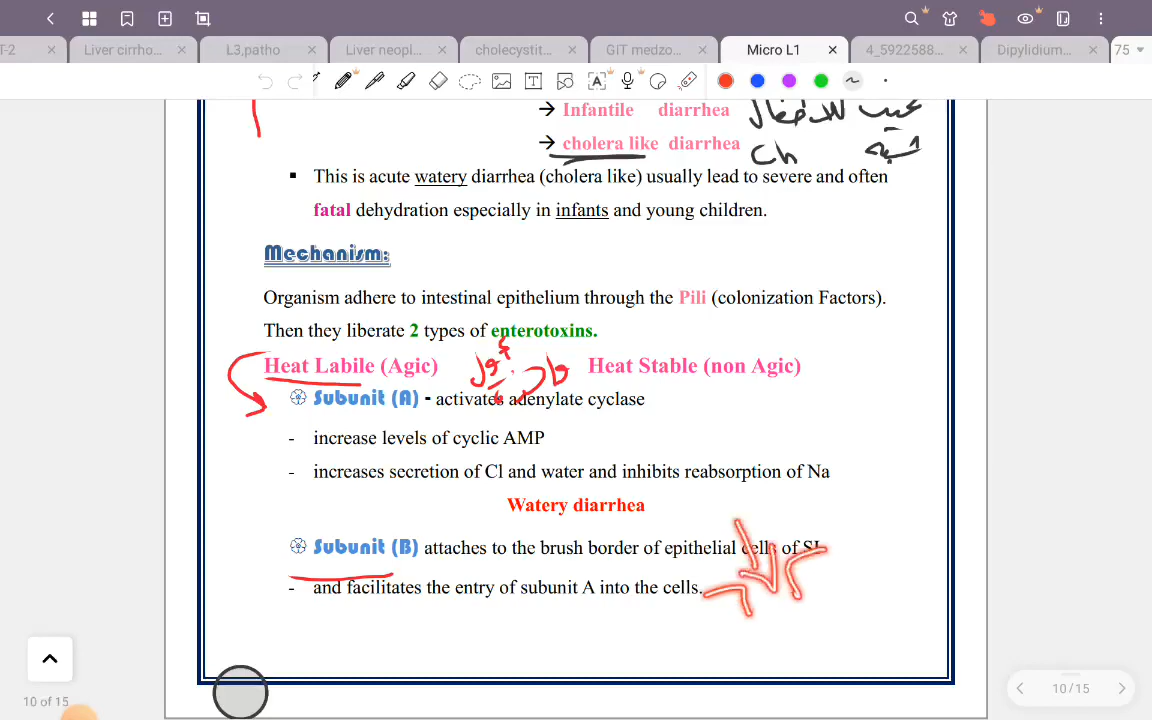 T-2
Liver cirrho...
L3,patho
Liver neopl...
cholecystit...
GIT medzo...
Micro L1
4_5922588...
Dipylidium...
75
→ Infantile diarrhea
→ cholera like diarrhea
Ch شبه
▪ This is acute watery diarrhea (cholera like) usually lead to severe and often
fatal dehydration especially in infants and young children.
Mechanism:
Organism adhere to intestinal epithelium through the Pili (colonization Factors).
Then they liberate 2 types of enterotoxins.
Heat Labile (Agic)
Heat Stable (non Agic)
Subunit (A) - activates adenylate cyclase
- increase levels of cyclic AMP
- increases secretion of Cl and water and inhibits reabsorption of Na
Watery diarrhea
Subunit (B) attaches to the brush border of epithelial cells of SI
- and facilitates the entry of subunit A into the cells.
10 of 15
10/15